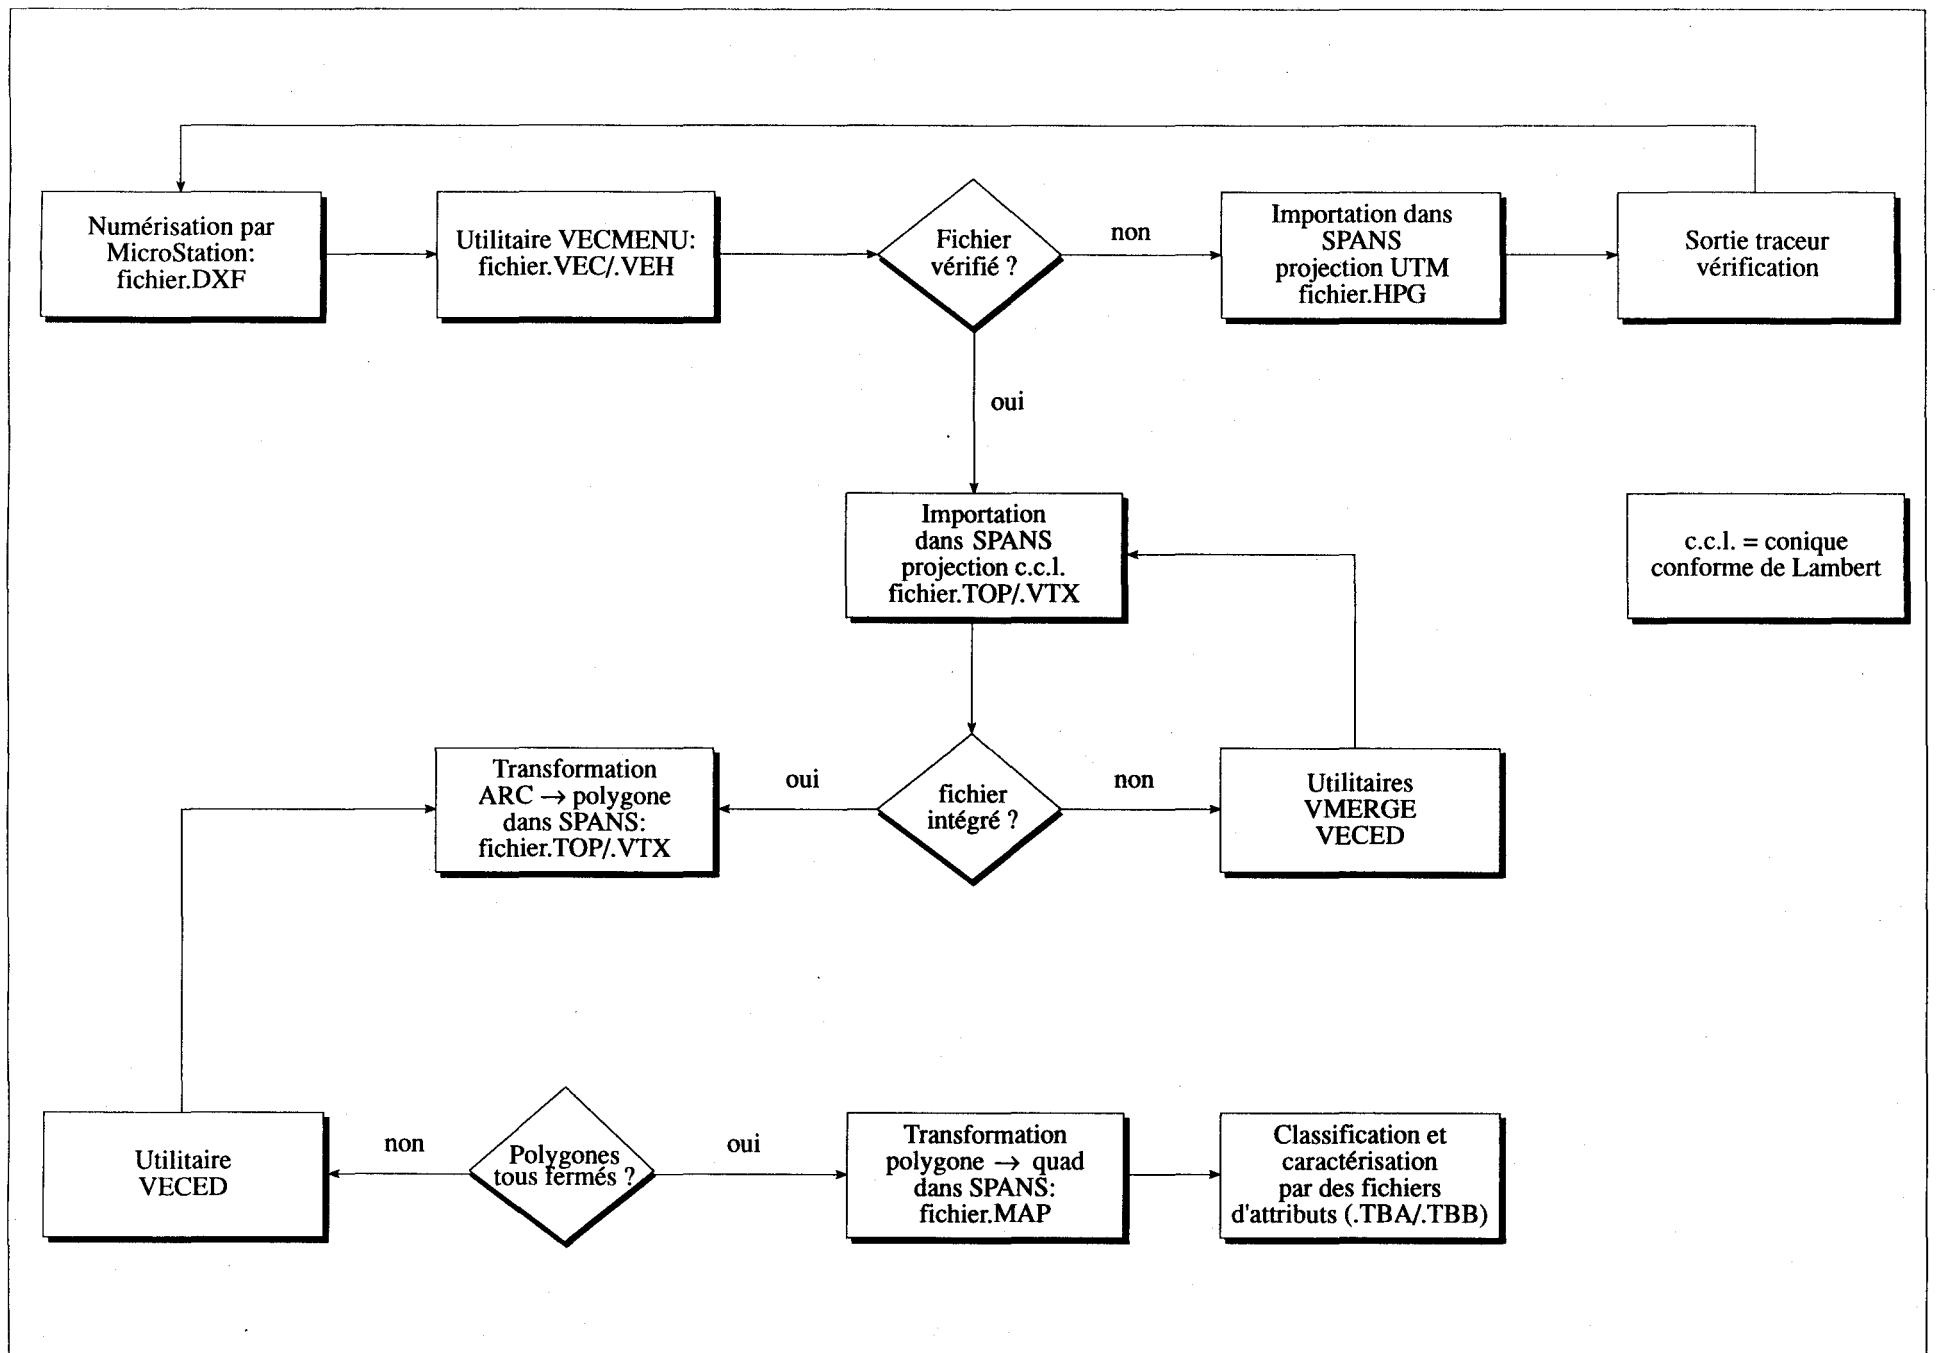 Numérisation par
MicroStation:
fichier.DXF
Utilitaire VECMENU:
fichier.VEC/.VEH
Fichier
vérifié ?
non
Importation dans
SPANS
projection UTM
fichier.HPG
Sortie traceur
vérification
oui
Importation
dans SPANS
projection c.c.l.
fichier.TOP/.VTX
c.c.l. = conique
conforme de Lambert
Transformation
ARC → polygone
dans SPANS:
fichier.TOP/.VTX
oui
fichier
intégré ?
non
Utilitaires
VMERGE
VECED
Utilitaire
VECED
non
Polygones
tous fermés ?
oui
Transformation
polygone → quad
dans SPANS:
fichier.MAP
Classification et
caractérisation
par des fichiers
d'attributs (.TBA/.TBB)